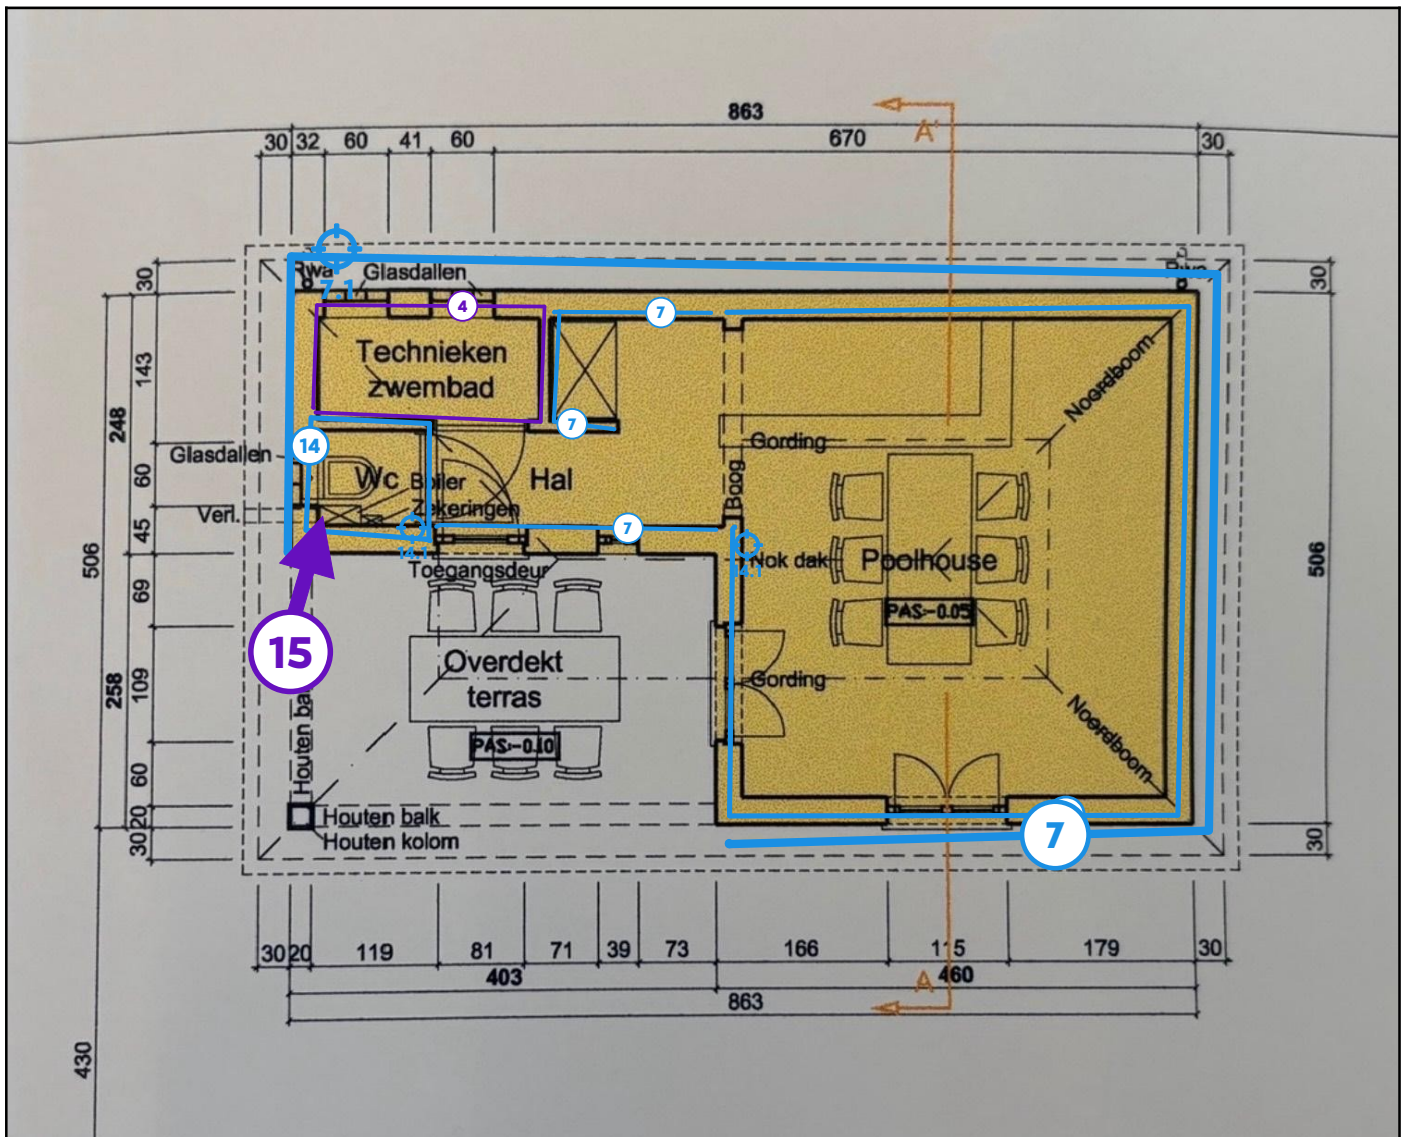 863
A'
30 32 60 41 60 670 30
Rwa Glasdallen
7.1
4
7
30
30
Technieken
zwembad
143
Noordboom
7
248
14
Gording
Glasdallen
Wc Boiler Hal
60
Boog
Zekeringen
Verl.
7
45
14.1
Nok dak Poolhouse
506
506
Toegangsdeur
69
PAS:-0.05
15
Overdekt
terras
258
109
Gording
Noordboom
PAS:-0.10
60
Houten balk
20
Houten kolom
30
7
30
30 20 119 81 71 39 73 166 115 179 30
403 460
A
863
430